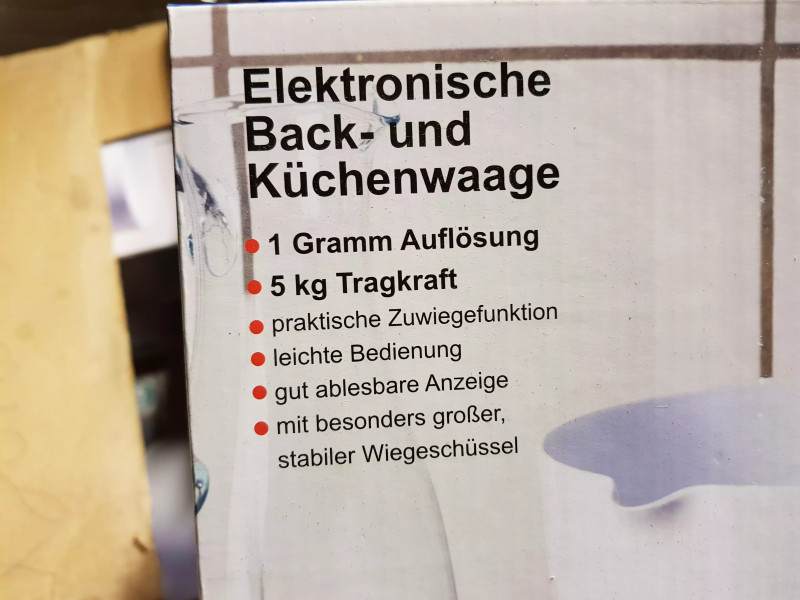 Elektronische
Back- und
Küchenwaage
• 1 Gramm Auflösung
• 5 kg Tragkraft
• praktische Zuwiegefunktion
• leichte Bedienung
• gut ablesbare Anzeige
• mit besonders großer,
stabiler Wiegeschüssel